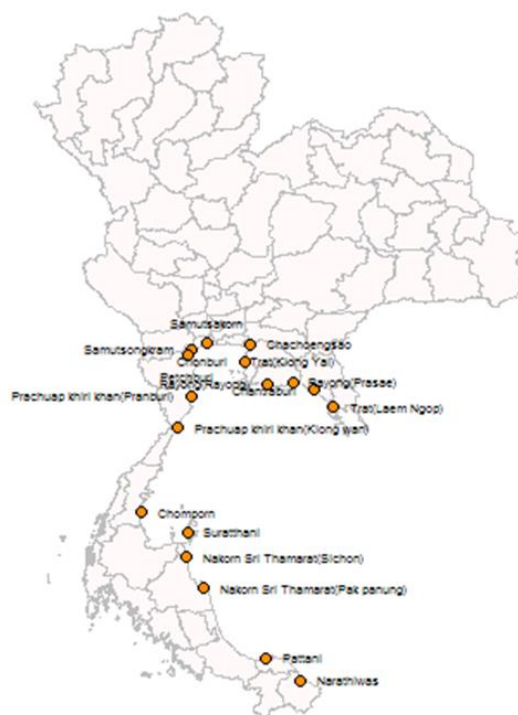 Samutsakorn
Samutsongkram
Chachoengsao
Chonburi
Trat(Klong Yai)
Petchburi
Rayong(Rayong)
Chantaburi
Rayong(Prasae)
Prachuap khiri khan(Pranburi)
Trat(Laem Ngop)
Prachuap khiri khan(Klong wan)
Chomporn
Suratthani
Nakorn Sri Thamarat(Sichon)
Nakorn Sri Thamarat(Pak panung)
Pattani
Narathiwas